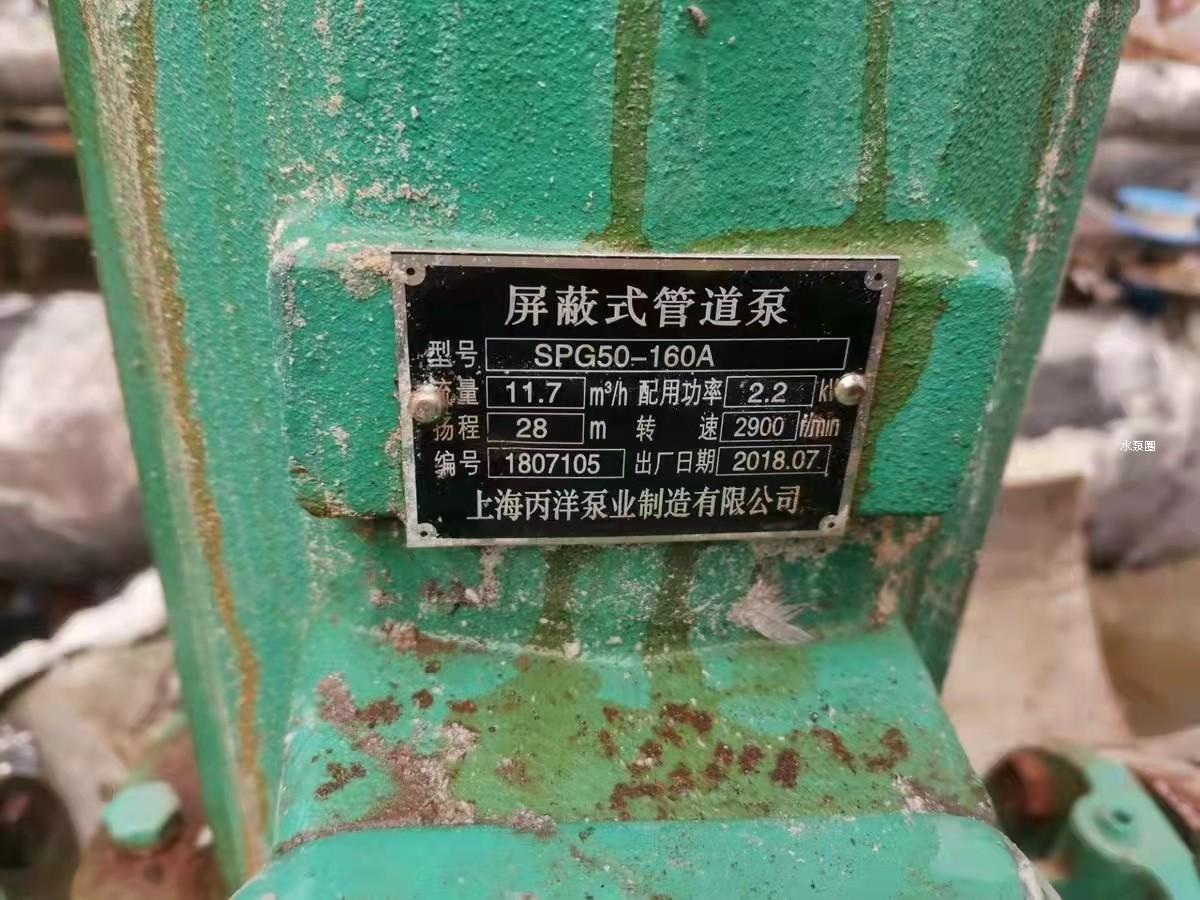 屏蔽式管道泵
型号 SPG50-160A
流量 11.7 m³/h 配用功率 2.2 kW
扬程 28 m 转速 2900 r/min
编号 1807105 出厂日期 2018.07
上海丙洋泵业制造有限公司
水泵圈